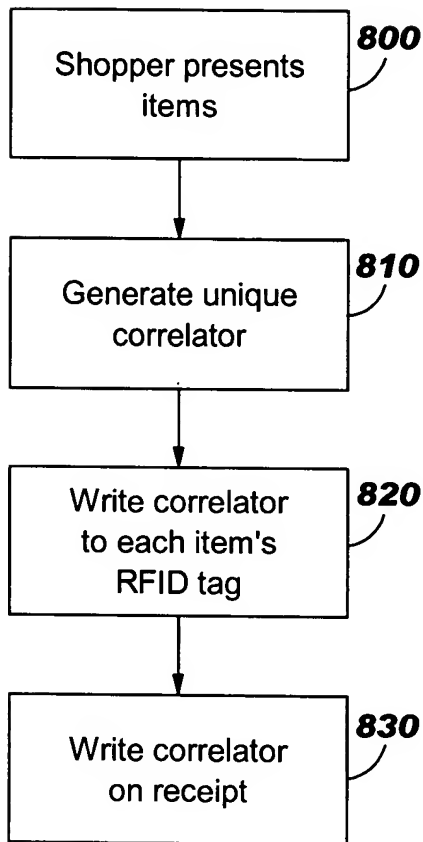 800
Shopper presents
items
810
Generate unique
correlator
820
Write correlator
to each item's
RFID tag
830
Write correlator
on receipt